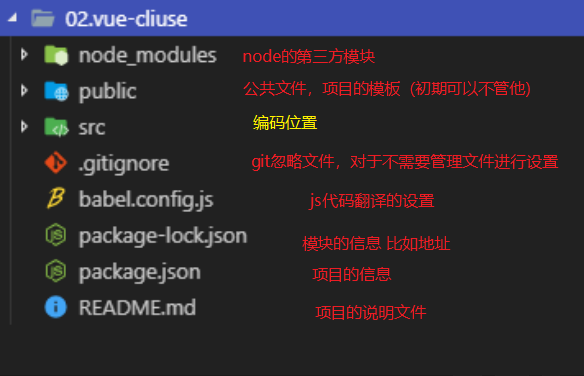 02.vue-cliuse
node_modules node的第三方模块
public 公共文件，项目的模板（初期可以不管他）
src 编码位置
.gitignore git忽略文件，对于不需要管理文件进行设置
babel.config.js js代码翻译的设置
package-lock.json 模块的信息 比如地址
package.json 项目的信息
README.md 项目的说明文件